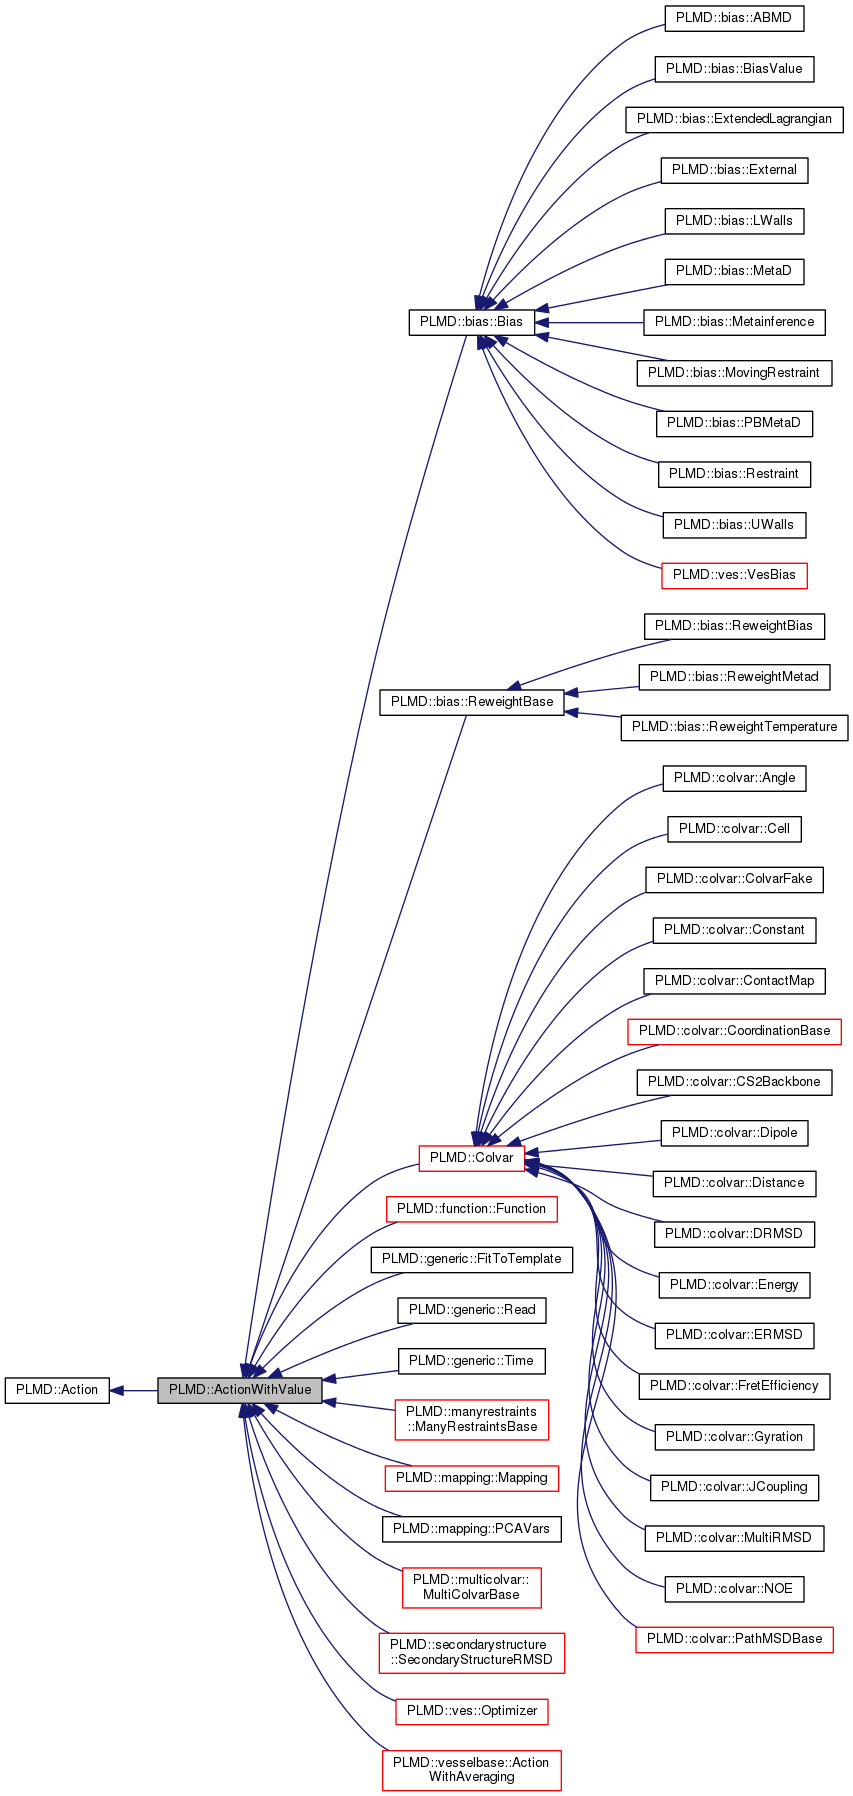 PLMD::bias::ABMD
PLMD::bias::BiasValue
PLMD::bias::ExtendedLagrangian
PLMD::bias::External
PLMD::bias::LWalls
PLMD::bias::MetaD
PLMD::bias::Bias
PLMD::bias::Metainference
PLMD::bias::MovingRestraint
PLMD::bias::PBMetaD
PLMD::bias::Restraint
PLMD::bias::UWalls
PLMD::ves::VesBias
PLMD::bias::ReweightBias
PLMD::bias::ReweightMetad
PLMD::bias::ReweightBase
PLMD::bias::ReweightTemperature
PLMD::colvar::Angle
PLMD::colvar::Cell
PLMD::colvar::ColvarFake
PLMD::colvar::Constant
PLMD::colvar::ContactMap
PLMD::colvar::CoordinationBase
PLMD::colvar::CS2Backbone
PLMD::colvar::Dipole
PLMD::Colvar
PLMD::colvar::Distance
PLMD::function::Function
PLMD::colvar::DRMSD
PLMD::generic::FitToTemplate
PLMD::colvar::Energy
PLMD::generic::Read
PLMD::colvar::ERMSD
PLMD::generic::Time
PLMD::Action
PLMD::ActionWithValue
PLMD::colvar::FretEfficiency
PLMD::manyrestraints
::ManyRestraintsBase
PLMD::colvar::Gyration
PLMD::mapping::Mapping
PLMD::colvar::JCoupling
PLMD::mapping::PCAVars
PLMD::colvar::MultiRMSD
PLMD::multicolvar::
MultiColvarBase
PLMD::colvar::NOE
PLMD::colvar::PathMSDBase
PLMD::secondarystructure
::SecondaryStructureRMSD
PLMD::ves::Optimizer
PLMD::vesselbase::Action
WithAveraging